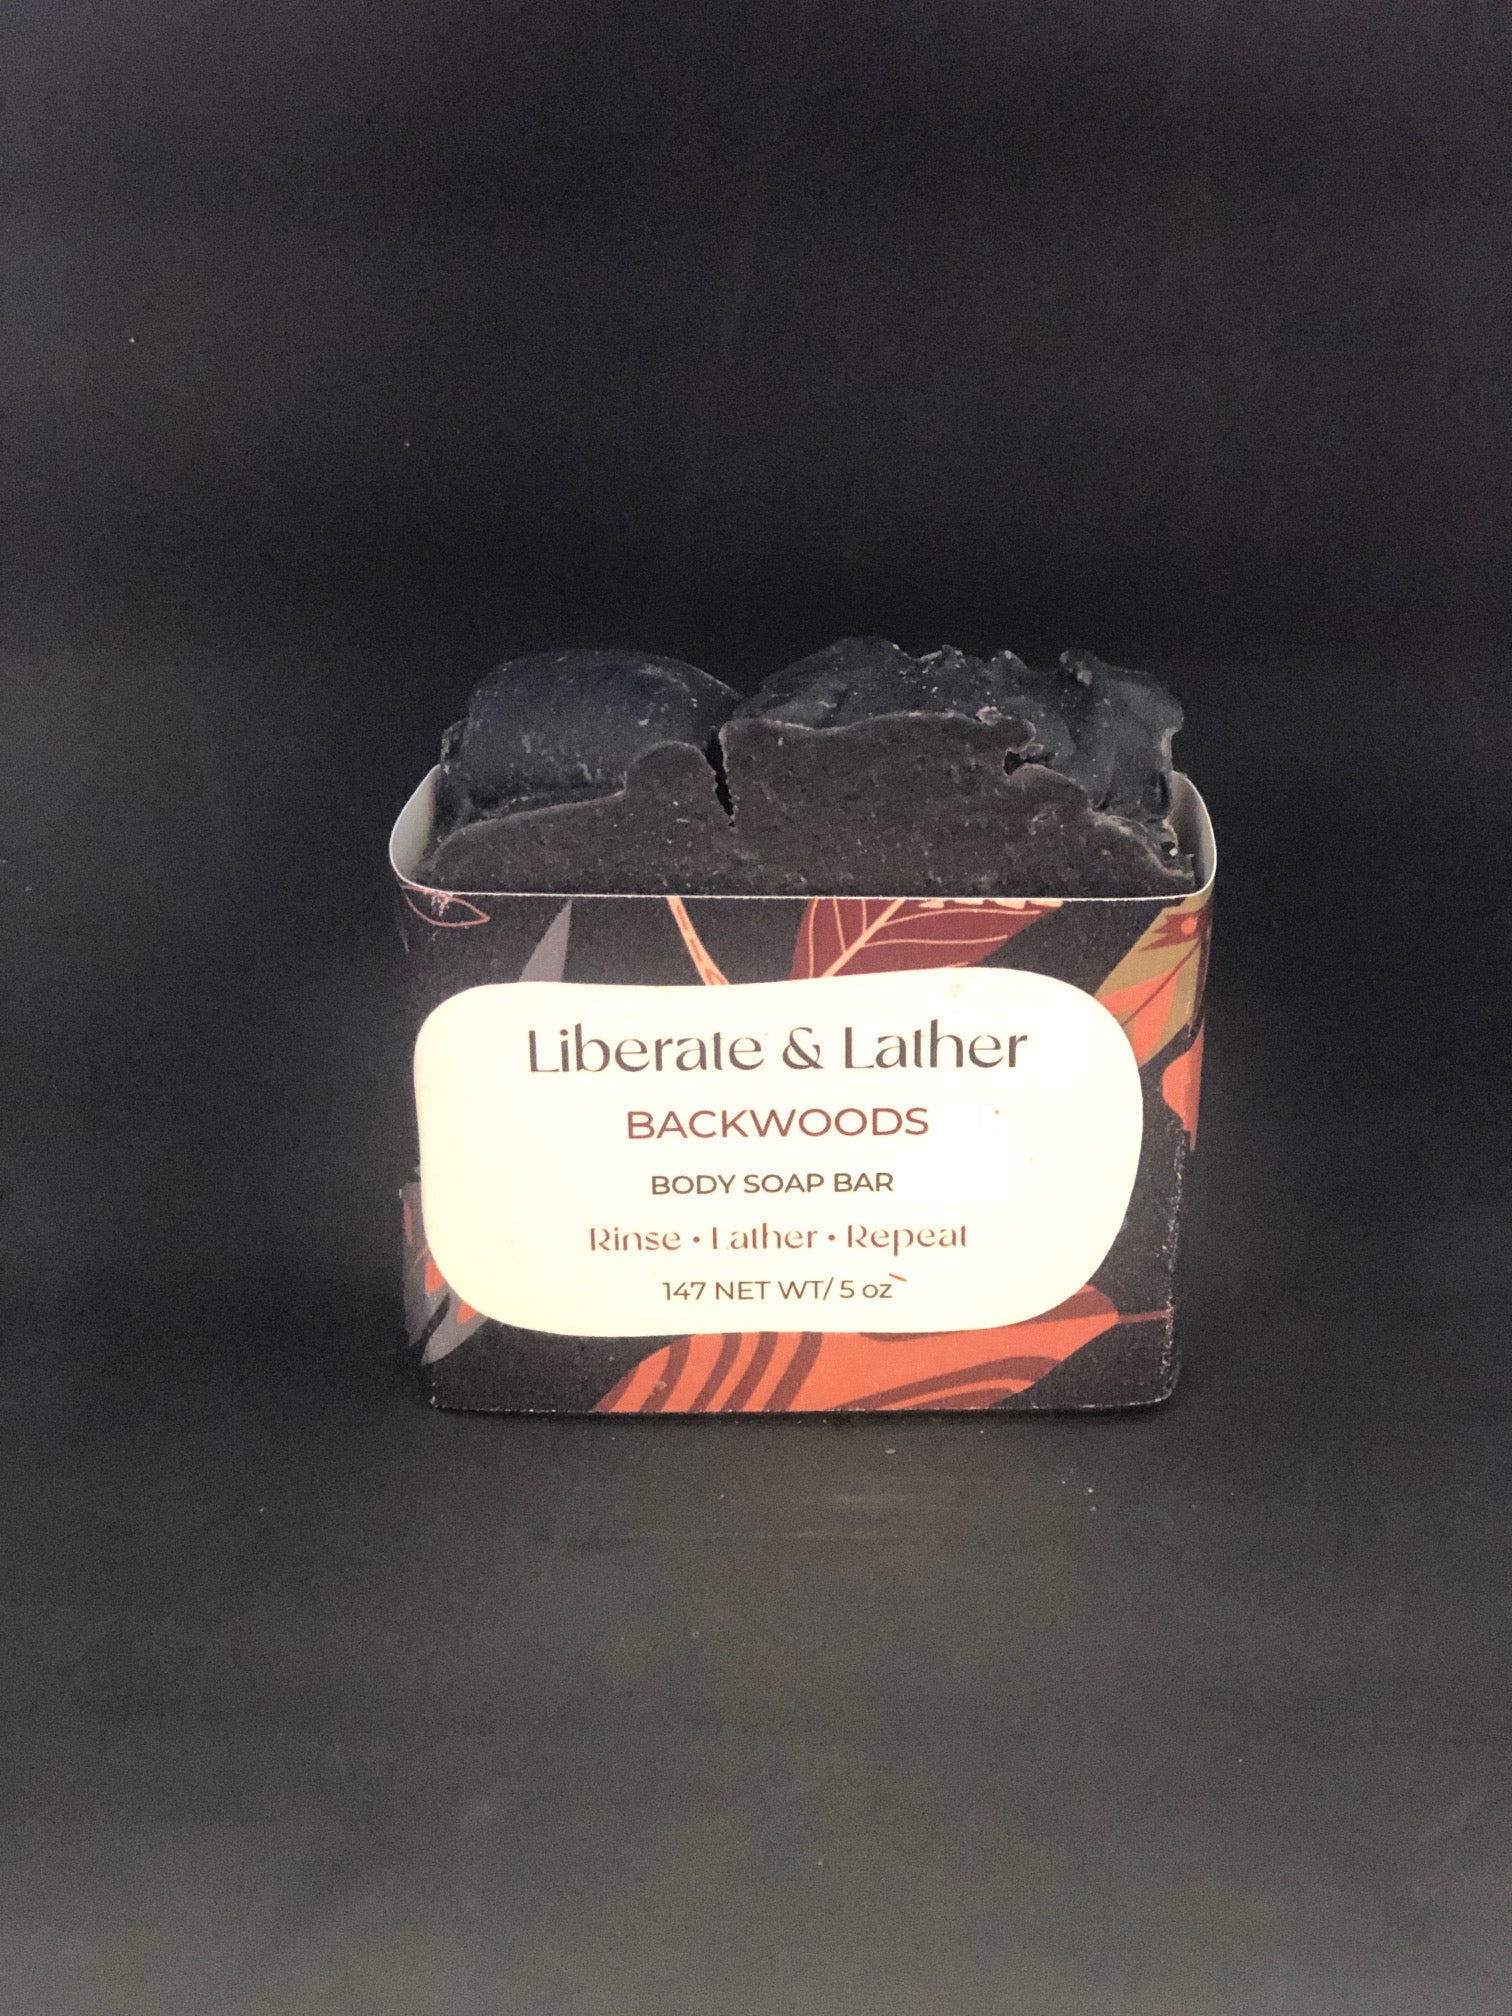 Liberate & Lather
BACKWOODS
BODY SOAP BAR
Rinse • Lather • Repeat
147 NET WT/ 5 oz